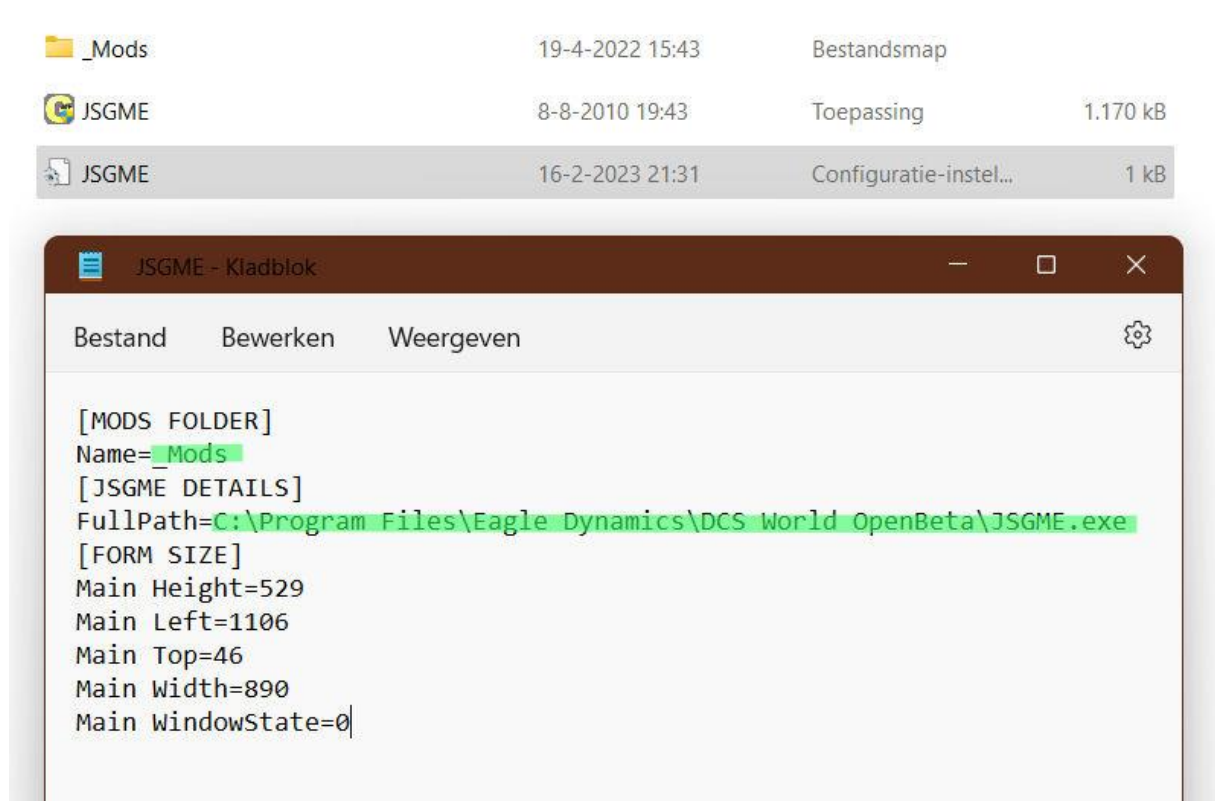 _Mods 19-4-2022 15:43 Bestandsmap
JSGME 8-8-2010 19:43 Toepassing 1.170 kB
JSGME 16-2-2023 21:31 Configuratie-instel... 1 kB
JSGME - Kladblok
Bestand Bewerken Weergeven
[MODS FOLDER]
Name=_Mods
[JSGME DETAILS]
FullPath=C:\Program Files\Eagle Dynamics\DCS World OpenBeta\JSGME.exe
[FORM SIZE]
Main Height=529
Main Left=1106
Main Top=46
Main Width=890
Main WindowState=0